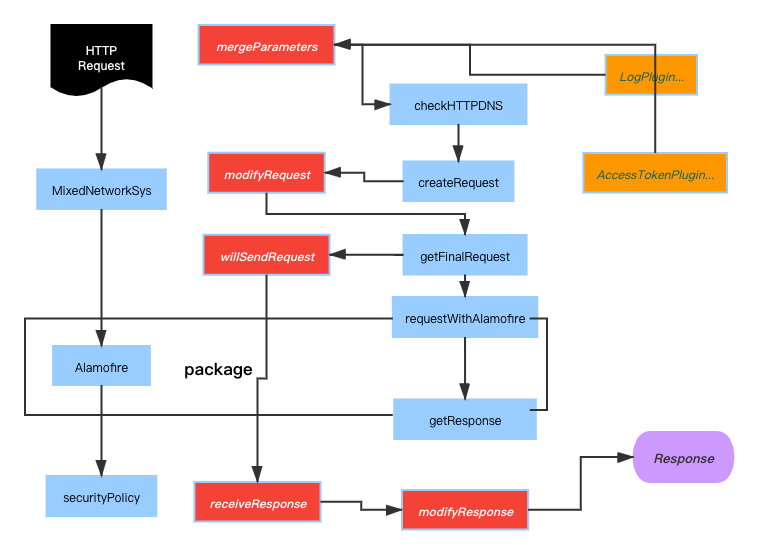 HTTP
Request
mergeParameters
LogPlugin...
checkHTTPDNS
modifyRequest
createRequest
AccessTokenPlugin...
MixedNetworkSys
willSendRequest
getFinalRequest
requestWithAlamofire
Alamofire
package
getResponse
Response
securityPolicy
receiveResponse
modifyResponse